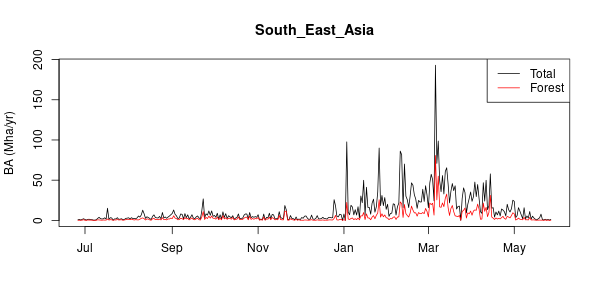 South_East_Asia
BA (Mha/yr)
200
150
100
50
0
Total
Forest
Jul Sep Nov Jan Mar May